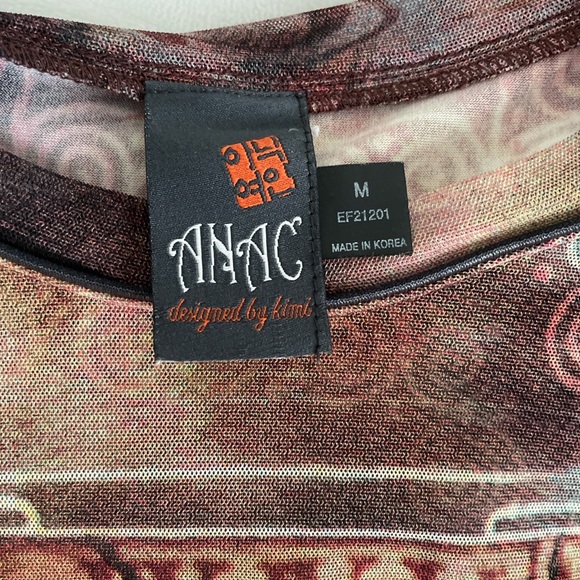 ANAC
designed by kimi
M
EF21201
MADE IN KOREA